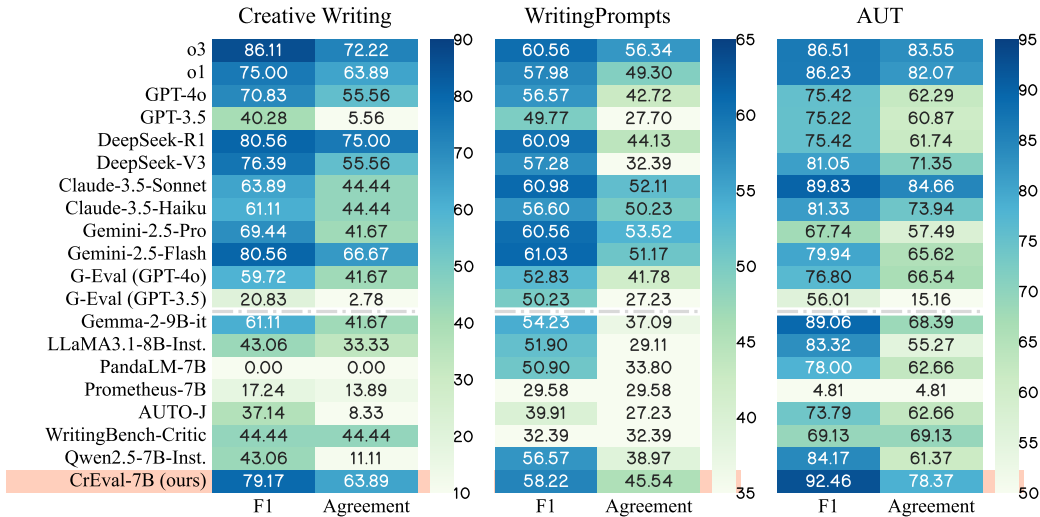 Creative Writing WritingPrompts AUT
o3 86.11 72.22 90 60.56 56.34 65 86.51 83.55 95
o1 75.00 63.89 57.98 49.30 86.23 82.07
GPT-4o 70.83 55.56 80 56.57 42.72 60 75.42 62.29 90
GPT-3.5 40.28 5.56 49.77 27.70 75.22 60.87
DeepSeek-R1 80.56 75.00 70 60.09 44.13 75.42 61.74 85
DeepSeek-V3 76.39 55.56 57.28 32.39 55 81.05 71.35 80
Claude-3.5-Sonnet 63.89 44.44 60 60.98 52.11 89.83 84.66
Claude-3.5-Haiku 61.11 44.44 56.60 50.23 81.33 73.94 75
Gemini-2.5-Pro 69.44 41.67 50 60.56 53.52 50 67.74 57.49
Gemini-2.5-Flash 80.56 66.67 61.03 51.17 79.94 65.62 70
G-Eval (GPT-4o) 59.72 41.67 40 52.83 41.78 45 76.80 66.54
G-Eval (GPT-3.5) 20.83 2.78 50.23 27.23 56.01 15.16 65
Gemma-2-9B-it 61.11 41.67 30 54.23 37.09 89.06 68.39
LLaMA3.1-8B-Inst. 43.06 33.33 51.90 29.11 40 83.32 55.27 60
PandaLM-7B 0.00 0.00 20 50.90 33.80 78.00 62.66
Prometheus-7B 17.24 13.89 29.58 29.58 4.81 4.81 55
AUTO-J 37.14 8.33 39.91 27.23 73.79 62.66
WritingBench-Critic 44.44 44.44 32.39 32.39 69.13 69.13
Qwen2.5-7B-Inst. 43.06 11.11 56.57 38.97 84.17 61.37
CrEval-7B (ours) 79.17 63.89 10 58.22 45.54 35 92.46 78.37 50
F1 Agreement F1 Agreement F1 Agreement